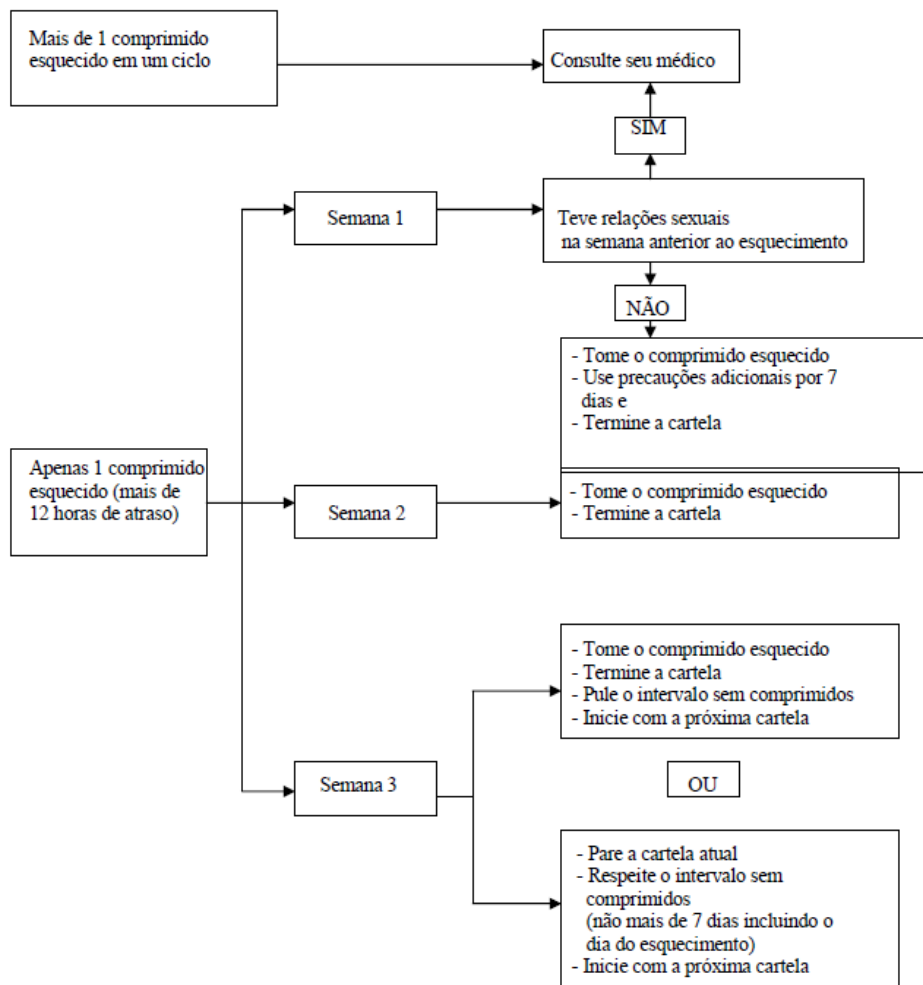 Mais de 1 comprimido
esquecido em um ciclo
Consulte seu médico
SIM
Semana 1
Teve relações sexuais
na semana anterior ao esquecimento
NÃO
- Tome o comprimido esquecido
- Use precauções adicionais por 7
dias e
- Termine a cartela
Apenas 1 comprimido
esquecido (mais de
12 horas de atraso)
Semana 2
- Tome o comprimido esquecido
- Termine a cartela
- Tome o comprimido esquecido
- Termine a cartela
- Pule o intervalo sem comprimidos
- Inicie com a próxima cartela
Semana 3
OU
- Pare a cartela atual
- Respeite o intervalo sem
comprimidos
(não mais de 7 dias incluindo o
dia do esquecimento)
- Inicie com a próxima cartela